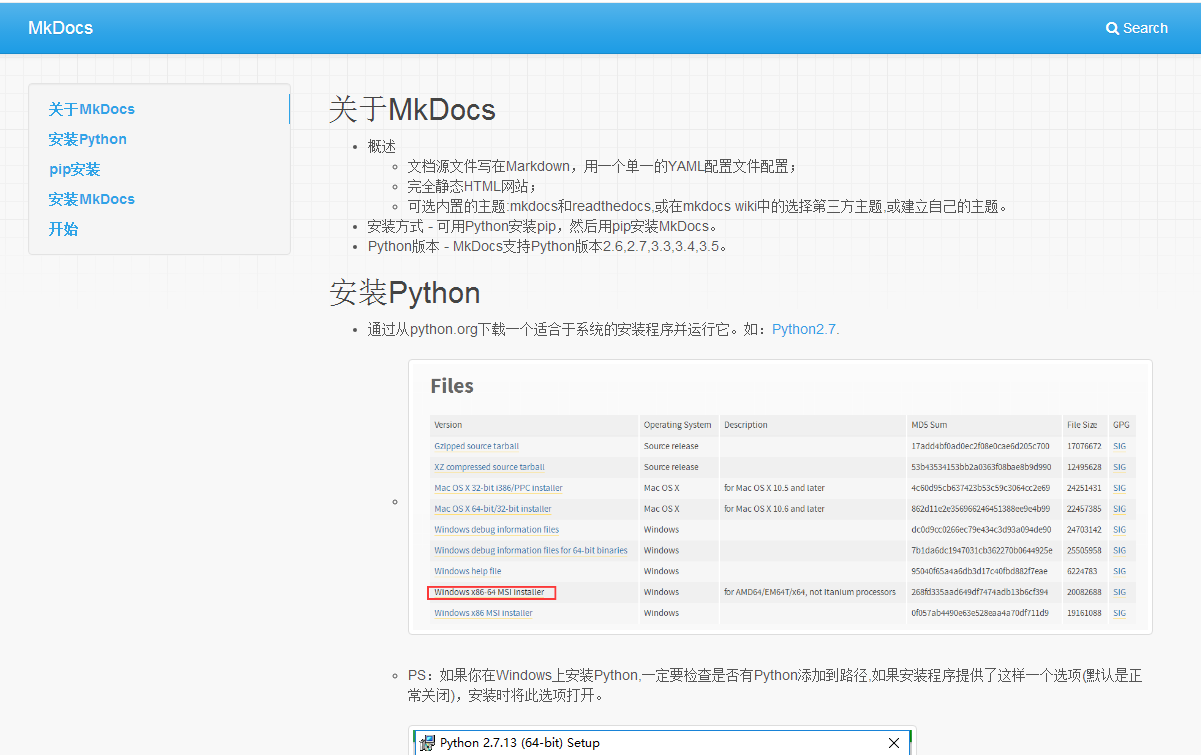 MkDocs
Search
关于MkDocs
安装Python
pip安装
安装MkDocs
开始
关于MkDocs
概述
文档源文件写在Markdown，用一个单一的YAML配置文件配置；
完全静态HTML网站；
可选内置的主题:mkdocs和readthedocs,或在mkdocs wiki中的选择第三方主题,或建立自己的主题。
安装方式 - 可用Python安装pip，然后用pip安装MkDocs。
Python版本 - MkDocs支持Python版本2.6,2.7,3.3,3.4,3.5。
安装Python
通过从python.org下载一个适合于系统的安装程序并运行它。如：Python2.7.
Files
Version Operating System Description MD5 Sum File Size GPG
Gzipped source tarball Source release 17add4bf0ad0ec2f08e0cae6d205c700 17076672 SIG
XZ compressed source tarball Source release 53b43534153bb2a0363f08bae8b9d990 12495628 SIG
Mac OS X 32-bit i386/PPC installer Mac OS X for Mac OS X 10.5 and later 4c60d95cb637423b53c59c3064cc2e69 24251431 SIG
Mac OS X 64-bit/32-bit installer Mac OS X for Mac OS X 10.6 and later 862d11e2e356966246451388ee9e4b99 22457385 SIG
Windows debug information files Windows dc0d9cc0266ec79e434c3d93a094de90 24703142 SIG
Windows debug information files for 64-bit binaries Windows 7b1da6dc1947031cb362270b0644925e 25505958 SIG
Windows help file Windows 95040f65a4a6db3d17c40fbd882f7eae 6224783 SIG
Windows x86-64 MSI installer Windows for AMD64/EM64T/x64, not Itanium processors 268fd335aad649df7474adb13b6cf394 20082688 SIG
Windows x86 MSI installer Windows 0f057ab4490e63e528eaa4a70df711d9 19161088 SIG
PS：如果你在Windows上安装Python,一定要检查是否有Python添加到路径,如果安装程序提供了这样一个选项(默认是正
常关闭)，安装时将此选项打开。
Python 2.7.13 (64-bit) Setup